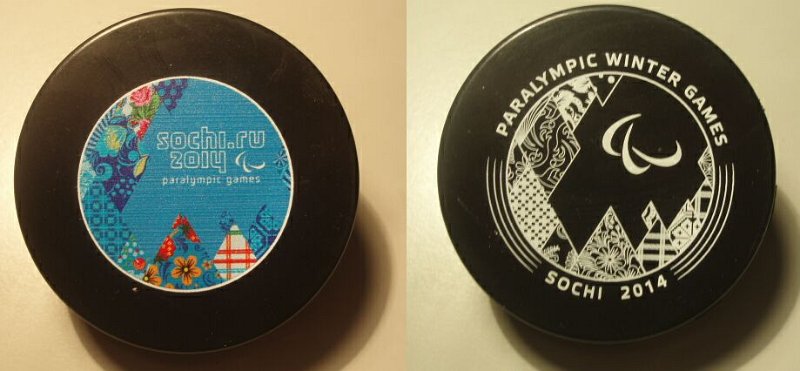 sochi.ru
2014
paralympic games
PARALYMPIC WINTER GAMES
SOCHI 2014